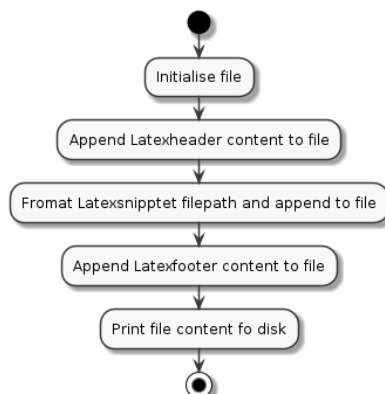 Initialise file
Append Latexheader content to file
Fromat Latexsnipptet filepath and append to file
Append Latexfooter content to file
Print file content fo disk